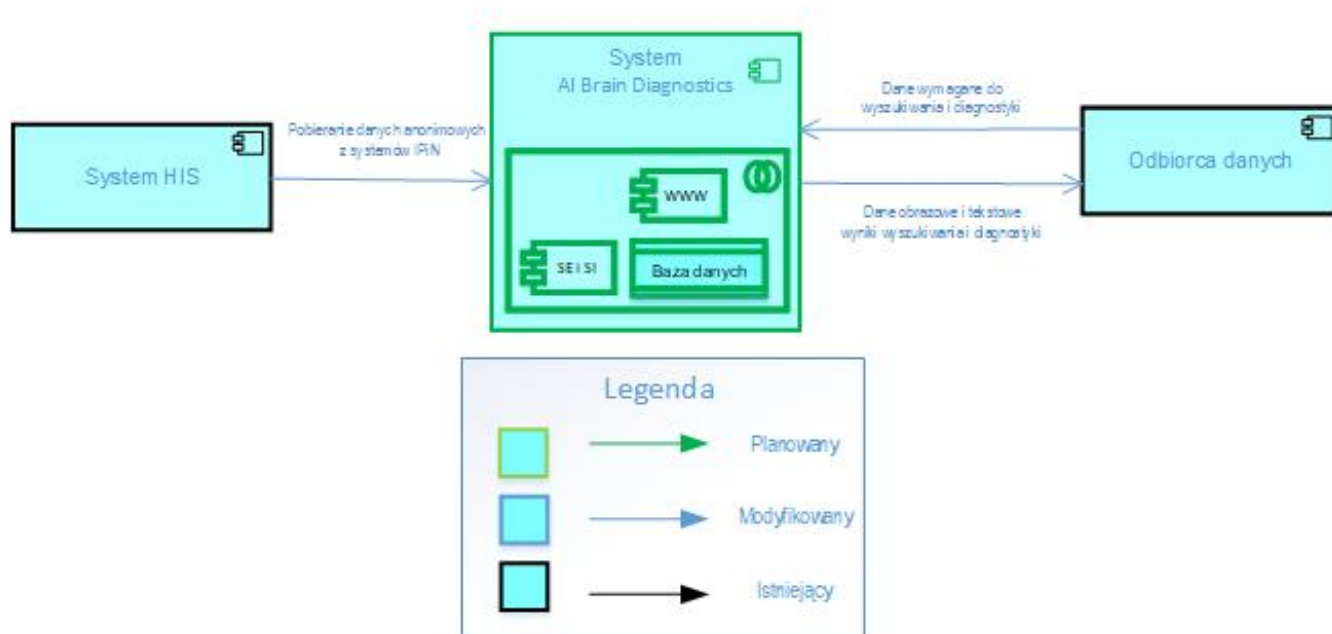 System
AI Brain Diagnostics
Pobieranie danych anonimowych
z systemów IPiN
System HIS
Dane wymagane do
wyszukiwania i diagnostyki
Odbiorca danych
Dane obrazowe i tekstowe
wyniki wyszukiwania i diagnostyki
WWW
SE i SI
Baza danych
Legenda
Planowany
Modyfikowany
Istniejący